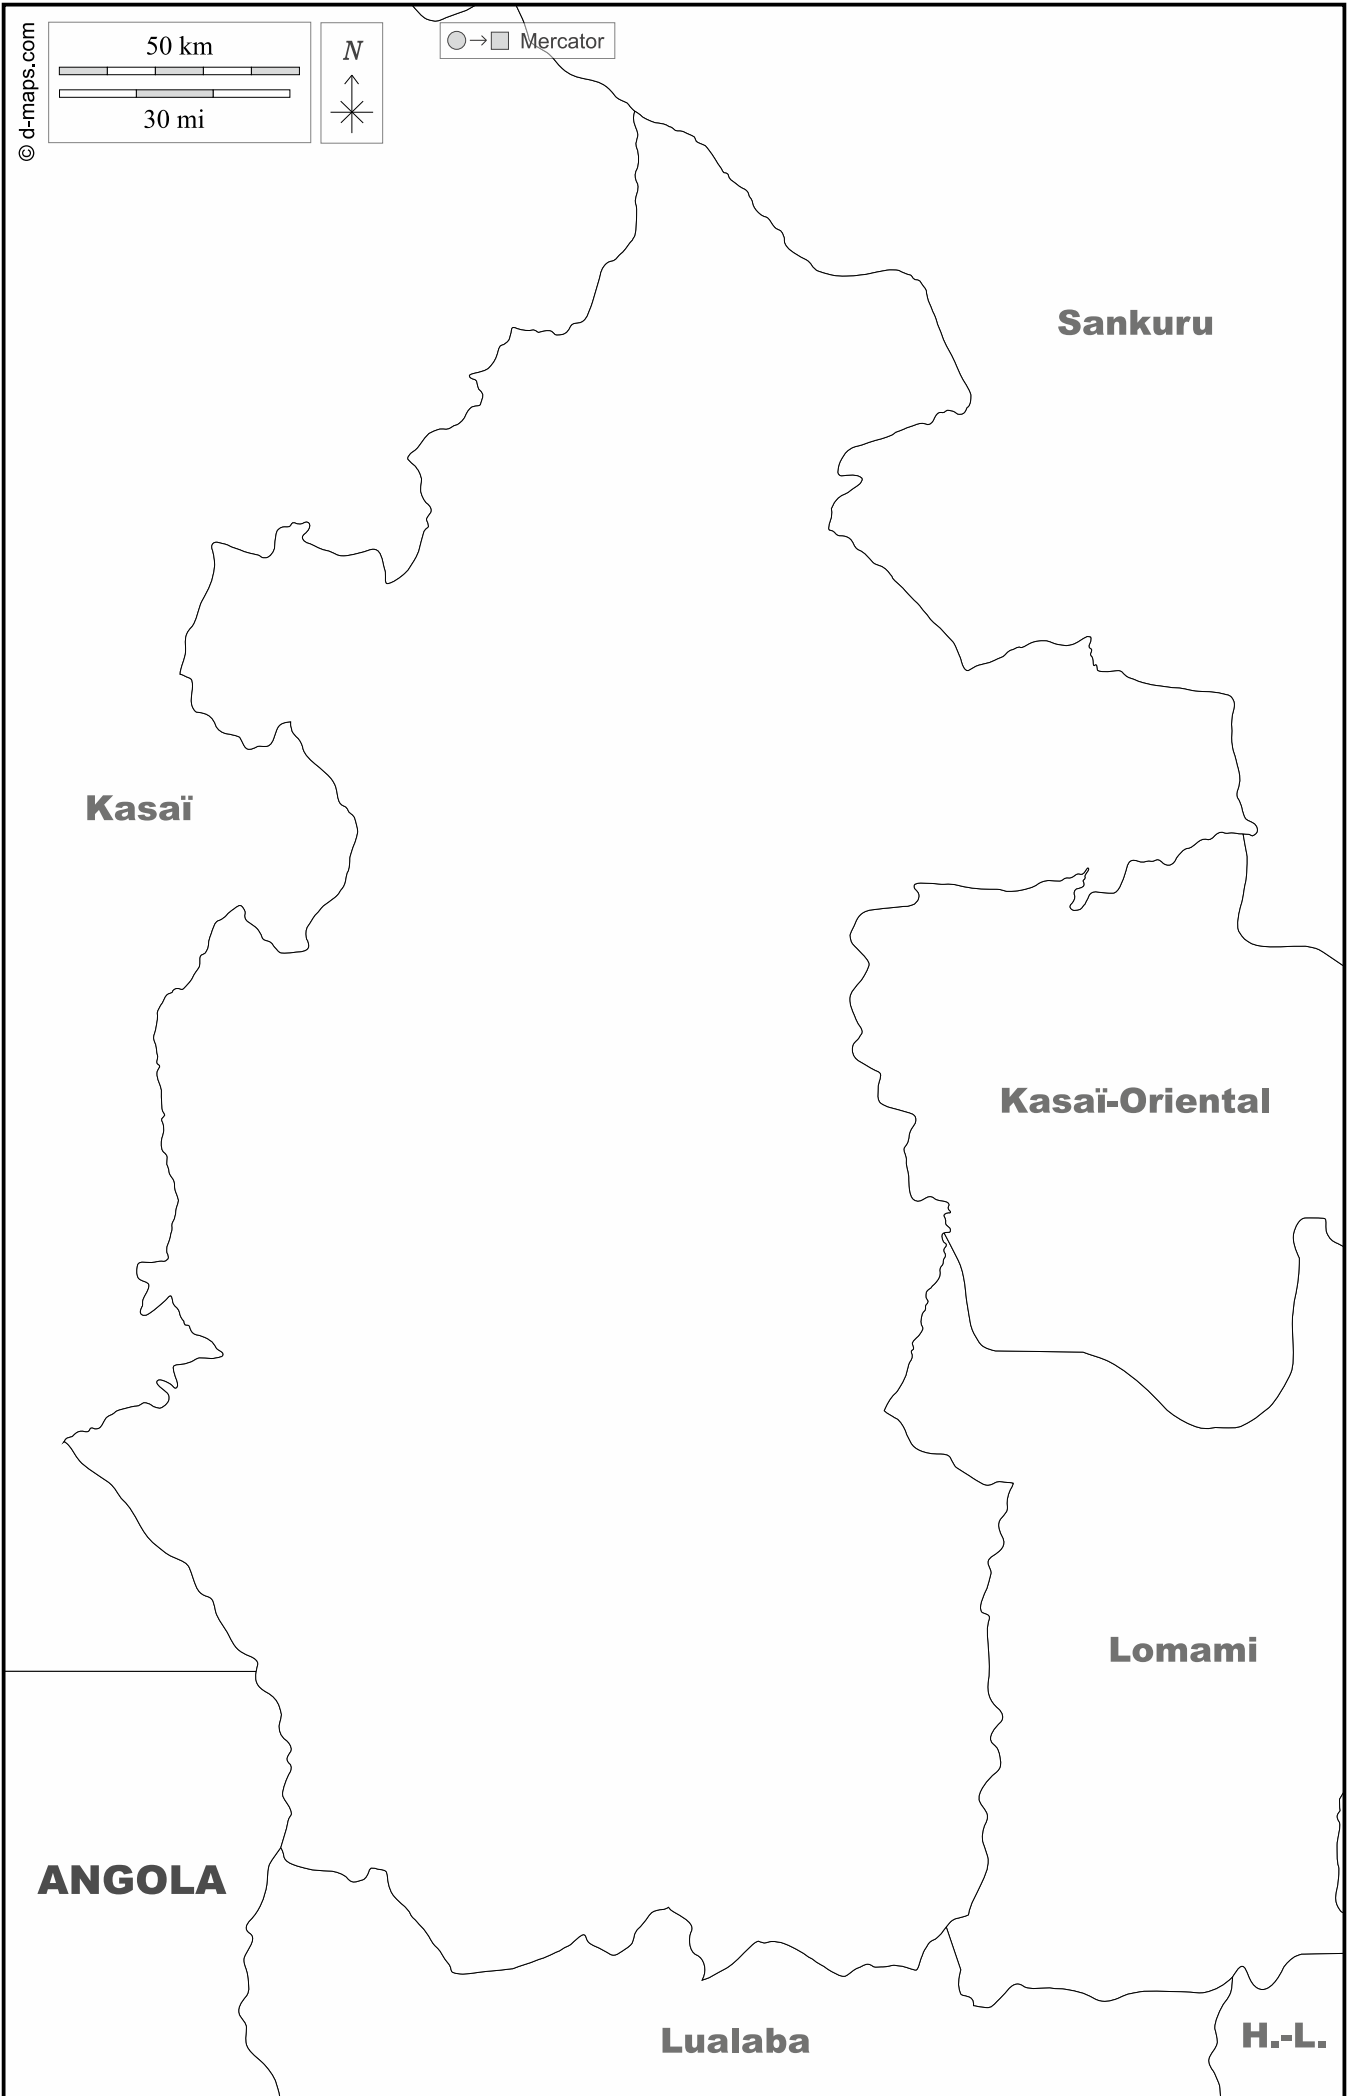 © d-maps.com
50 km
30 mi
N
Mercator
Sankuru
Kasaï
Kasaï-Oriental
Lomami
ANGOLA
Lualaba
H.-L.